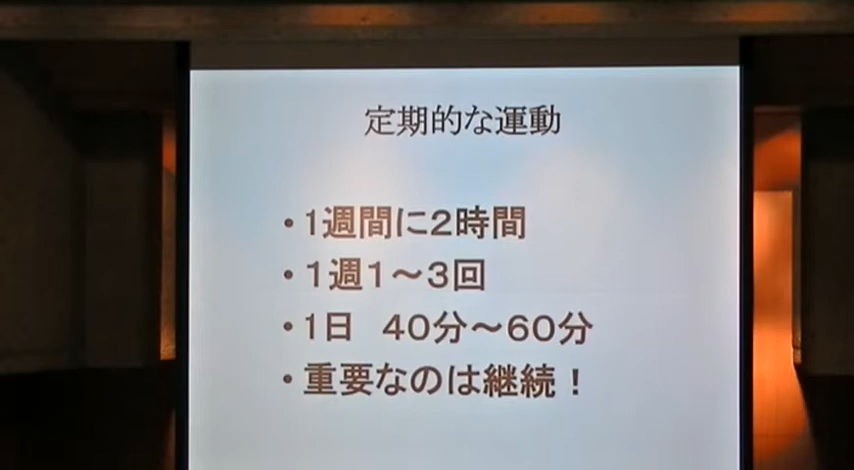 定期的な運動
・1週間に2時間
・1週1~3回
・1日 40分~60分
・重要なのは継続!